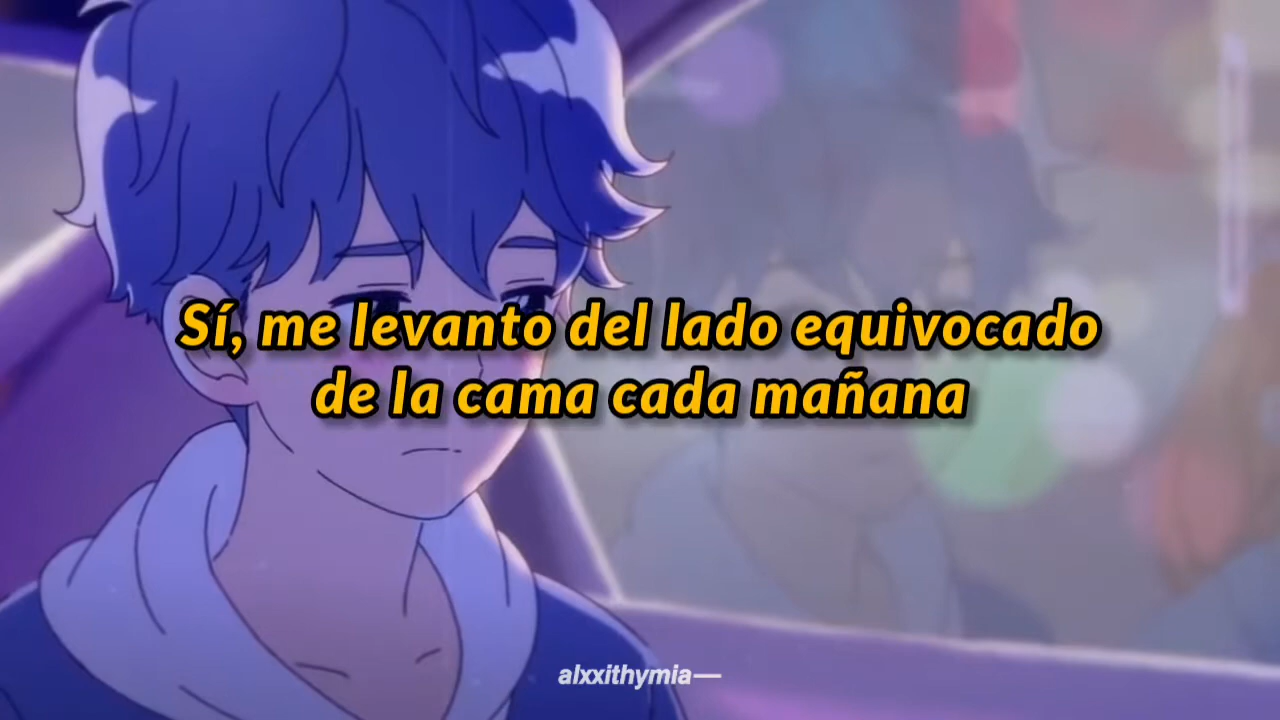 Sí, me levanto del lado equivocado
de la cama cada mañana
alxxithymia—